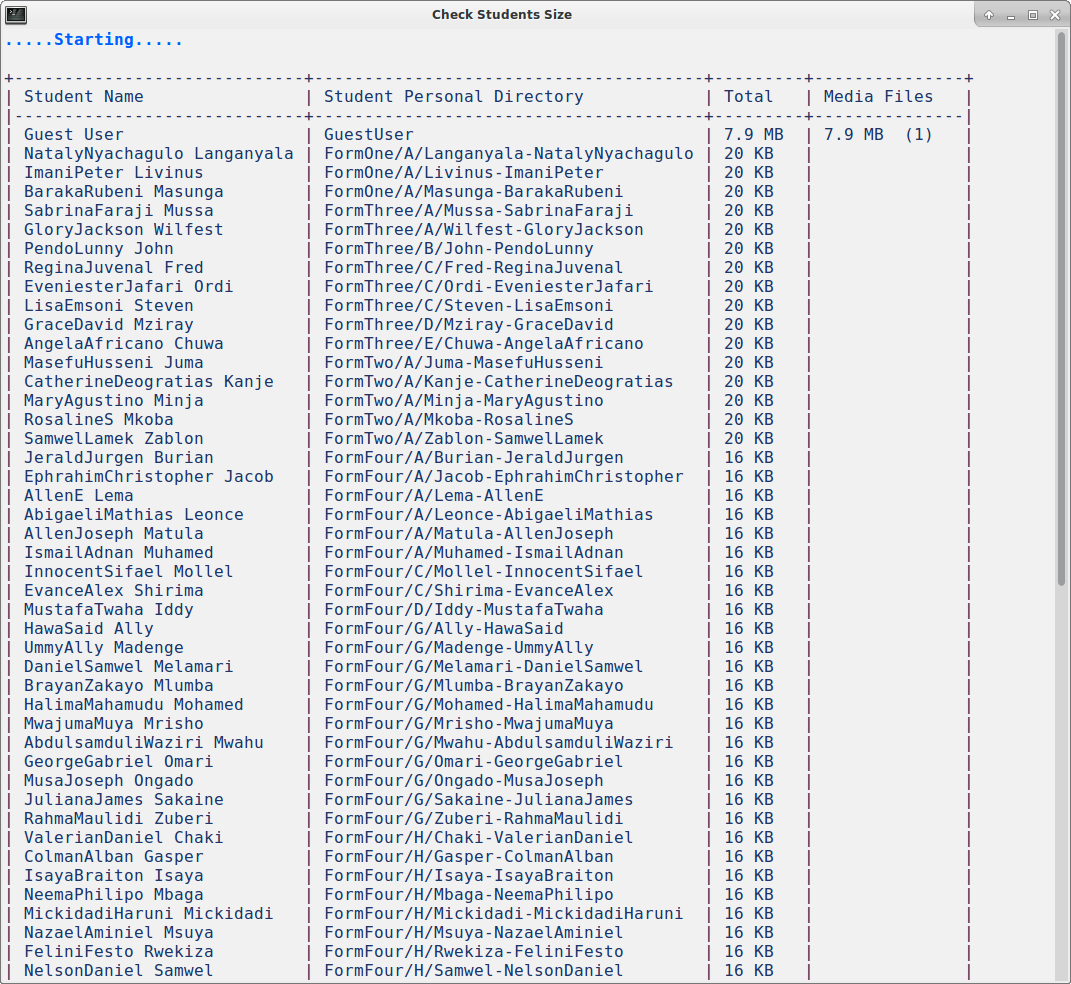 Check Students Size
.....Starting.....
+-----------------------------+---------------------------------------+---------+---------------+
| Student Name                | Student Personal Directory            | Total   | Media Files   |
|-----------------------------+---------------------------------------+---------+---------------|
| Guest User                  | GuestUser                             | 7.9 MB  | 7.9 MB  (1)   |
| NatalyNyachagulo Langanyala | FormOne/A/Langanyala-NatalyNyachagulo | 20 KB   |               |
| ImaniPeter Livinus          | FormOne/A/Livinus-ImaniPeter          | 20 KB   |               |
| BarakaRubeni Masunga        | FormOne/A/Masunga-BarakaRubeni        | 20 KB   |               |
| SabrinaFaraji Mussa         | FormThree/A/Mussa-SabrinaFaraji       | 20 KB   |               |
| GloryJackson Wilfest        | FormThree/A/Wilfest-GloryJackson      | 20 KB   |               |
| PendoLunny John             | FormThree/B/John-PendoLunny           | 20 KB   |               |
| ReginaJuvenal Fred          | FormThree/C/Fred-ReginaJuvenal        | 20 KB   |               |
| EveniesterJafari Ordi       | FormThree/C/Ordi-EveniesterJafari     | 20 KB   |               |
| LisaEmsoni Steven           | FormThree/C/Steven-LisaEmsoni         | 20 KB   |               |
| GraceDavid Mziray           | FormThree/D/Mziray-GraceDavid         | 20 KB   |               |
| AngelaAfricano Chuwa        | FormThree/E/Chuwa-AngelaAfricano      | 20 KB   |               |
| MasefuHusseni Juma          | FormTwo/A/Juma-MasefuHusseni          | 20 KB   |               |
| CatherineDeogratias Kanje   | FormTwo/A/Kanje-CatherineDeogratias   | 20 KB   |               |
| MaryAgustino Minja          | FormTwo/A/Minja-MaryAgustino          | 20 KB   |               |
| RosalineS Mkoba             | FormTwo/A/Mkoba-RosalineS             | 20 KB   |               |
| SamwelLamek Zablon          | FormTwo/A/Zablon-SamwelLamek          | 20 KB   |               |
| JeraldJurgen Burian         | FormFour/A/Burian-JeraldJurgen        | 16 KB   |               |
| EphrahimChristopher Jacob   | FormFour/A/Jacob-EphrahimChristopher  | 16 KB   |               |
| AllenE Lema                 | FormFour/A/Lema-AllenE                | 16 KB   |               |
| AbigaeliMathias Leonce      | FormFour/A/Leonce-AbigaeliMathias     | 16 KB   |               |
| AllenJoseph Matula          | FormFour/A/Matula-AllenJoseph         | 16 KB   |               |
| IsmailAdnan Muhamed         | FormFour/A/Muhamed-IsmailAdnan        | 16 KB   |               |
| InnocentSifael Mollel       | FormFour/C/Mollel-InnocentSifael      | 16 KB   |               |
| EvanceAlex Shirima          | FormFour/C/Shirima-EvanceAlex         | 16 KB   |               |
| MustafaTwaha Iddy           | FormFour/D/Iddy-MustafaTwaha          | 16 KB   |               |
| HawaSaid Ally               | FormFour/G/Ally-HawaSaid              | 16 KB   |               |
| UmmyAlly Madenge            | FormFour/G/Madenge-UmmyAlly           | 16 KB   |               |
| DanielSamwel Melamari       | FormFour/G/Melamari-DanielSamwel      | 16 KB   |               |
| BrayanZakayo Mlumba         | FormFour/G/Mlumba-BrayanZakayo        | 16 KB   |               |
| HalimaMahamudu Mohamed      | FormFour/G/Mohamed-HalimaMahamudu     | 16 KB   |               |
| MwajumaMuya Mrisho          | FormFour/G/Mrisho-MwajumaMuya         | 16 KB   |               |
| AbdulsamduliWaziri Mwahu    | FormFour/G/Mwahu-AbdulsamduliWaziri   | 16 KB   |               |
| GeorgeGabriel Omari         | FormFour/G/Omari-GeorgeGabriel        | 16 KB   |               |
| MusaJoseph Ongado           | FormFour/G/Ongado-MusaJoseph          | 16 KB   |               |
| JulianaJames Sakaine        | FormFour/G/Sakaine-JulianaJames       | 16 KB   |               |
| RahmaMaulidi Zuberi         | FormFour/G/Zuberi-RahmaMaulidi        | 16 KB   |               |
| ValerianDaniel Chaki        | FormFour/H/Chaki-ValerianDaniel       | 16 KB   |               |
| ColmanAlban Gasper          | FormFour/H/Gasper-ColmanAlban         | 16 KB   |               |
| IsayaBraiton Isaya          | FormFour/H/Isaya-IsayaBraiton         | 16 KB   |               |
| NeemaPhilipo Mbaga          | FormFour/H/Mbaga-NeemaPhilipo         | 16 KB   |               |
| MickidadiHaruni Mickidadi   | FormFour/H/Mickidadi-MickidadiHaruni  | 16 KB   |               |
| NazaelAminiel Msuya         | FormFour/H/Msuya-NazaelAminiel        | 16 KB   |               |
| FeliniFesto Rwekiza         | FormFour/H/Rwekiza-FeliniFesto        | 16 KB   |               |
| NelsonDaniel Samwel         | FormFour/H/Samwel-NelsonDaniel        | 16 KB   |               |